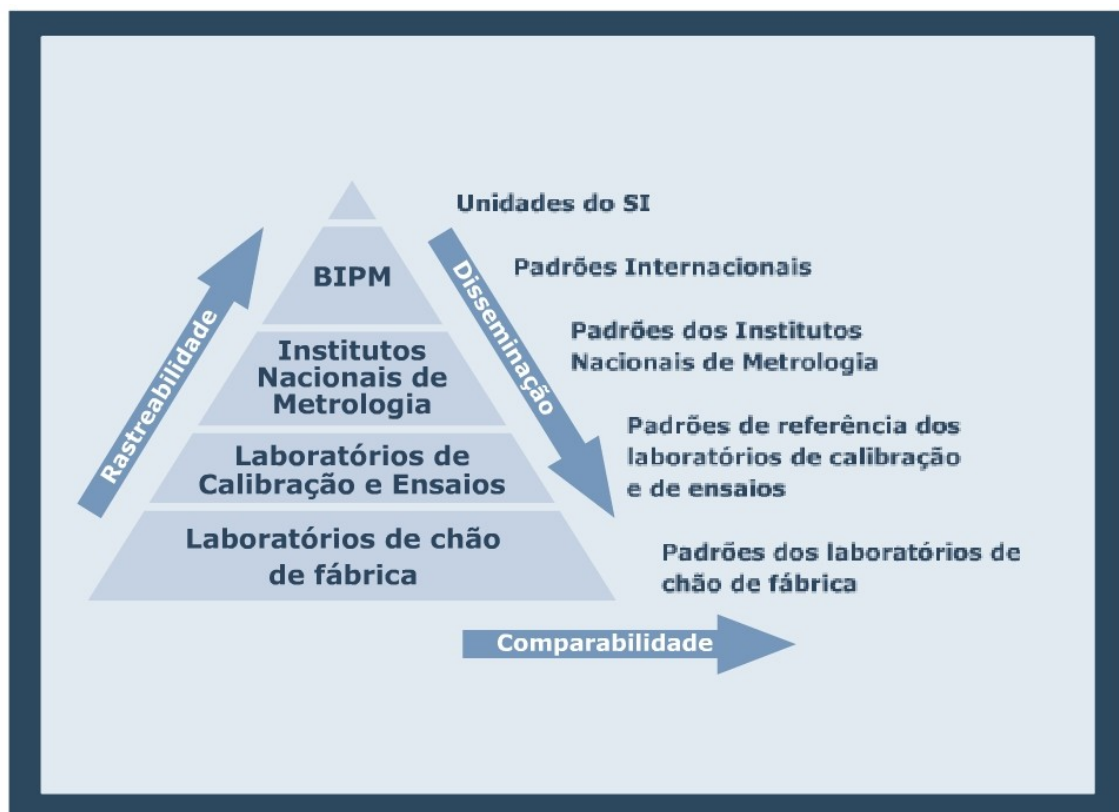 Unidades do SI
BIPM
Padrões Internacionais
Institutos
Nacionais de
Metrologia
Padrões dos Institutos
Nacionais de Metrologia
Laboratórios de
Calibração e Ensaios
Padrões de referência dos
laboratórios de calibração
e de ensaios
Laboratórios de chão
de fábrica
Padrões dos laboratórios de
chão de fábrica
Rastreabilidade
Disseminação
Comparabilidade